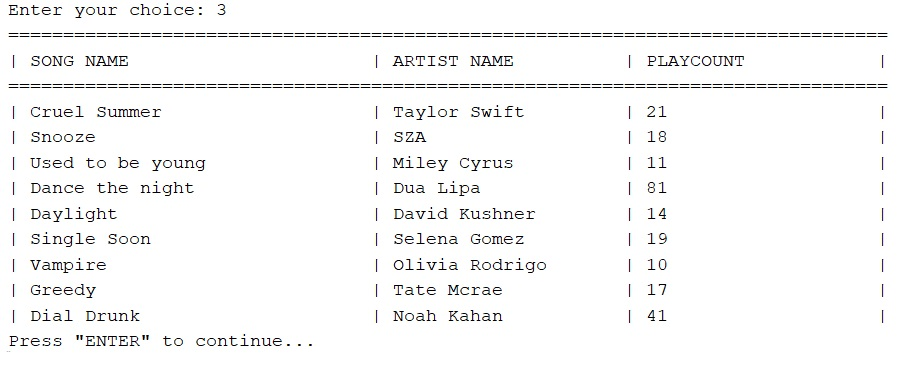 Enter your choice: 3
================================================================================
| SONG NAME                      | ARTIST NAME          | PLAYCOUNT            |
================================================================================
| Cruel Summer                   | Taylor Swift         | 21                   |
| Snooze                         | SZA                  | 18                   |
| Used to be young               | Miley Cyrus          | 11                   |
| Dance the night                | Dua Lipa             | 81                   |
| Daylight                       | David Kushner        | 14                   |
| Single Soon                    | Selena Gomez         | 19                   |
| Vampire                        | Olivia Rodrigo       | 10                   |
| Greedy                         | Tate Mcrae           | 17                   |
| Dial Drunk                     | Noah Kahan           | 41                   |
Press "ENTER" to continue...